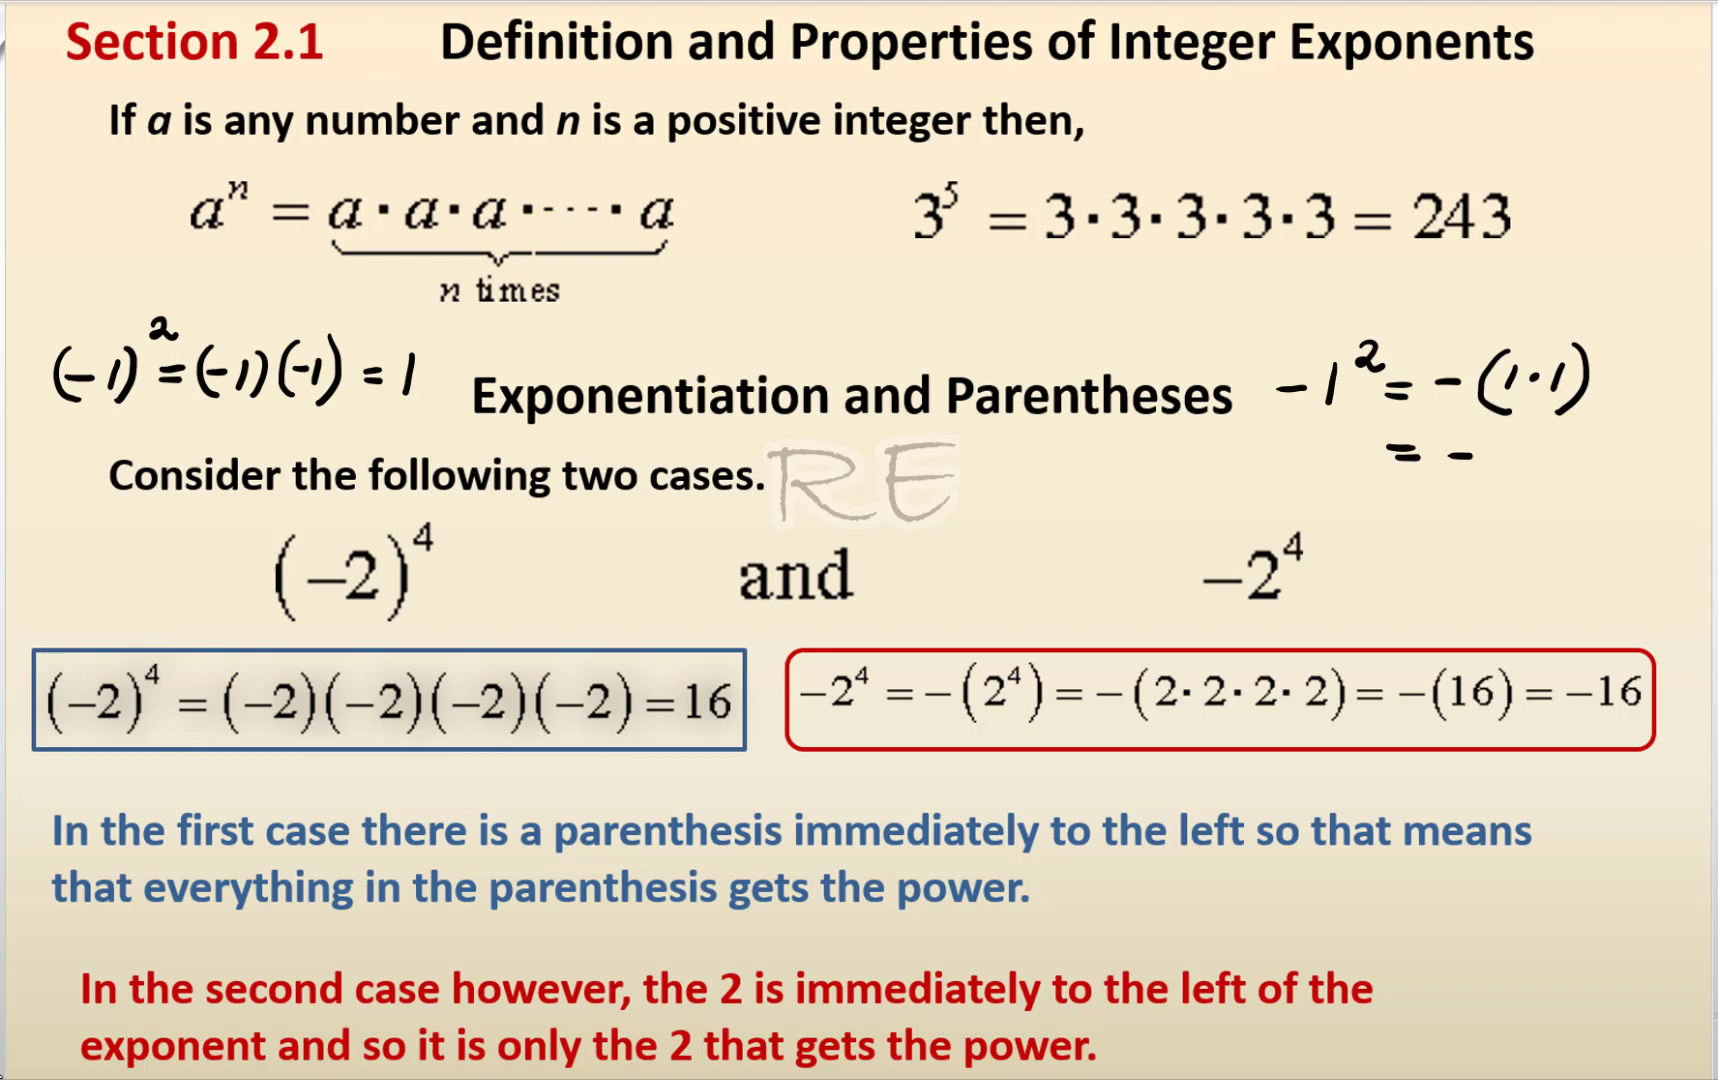 Section 2.1 Definition and Properties of Integer Exponents
If a is any number and n is a positive integer then,
aⁿ = a · a · a · ···· · a
n times
3⁵ = 3 · 3 · 3 · 3 · 3 = 243
(-1)² = (-1)(-1) = 1
Exponentiation and Parentheses
-1² = -(1·1)
= -
Consider the following two cases.
RE
(−2)⁴ and −2⁴
(−2)⁴ = (−2)(−2)(−2)(−2) = 16
−2⁴ = −(2⁴) = −(2 · 2 · 2 · 2) = −(16) = −16
In the first case there is a parenthesis immediately to the left so that means
that everything in the parenthesis gets the power.
In the second case however, the 2 is immediately to the left of the
exponent and so it is only the 2 that gets the power.